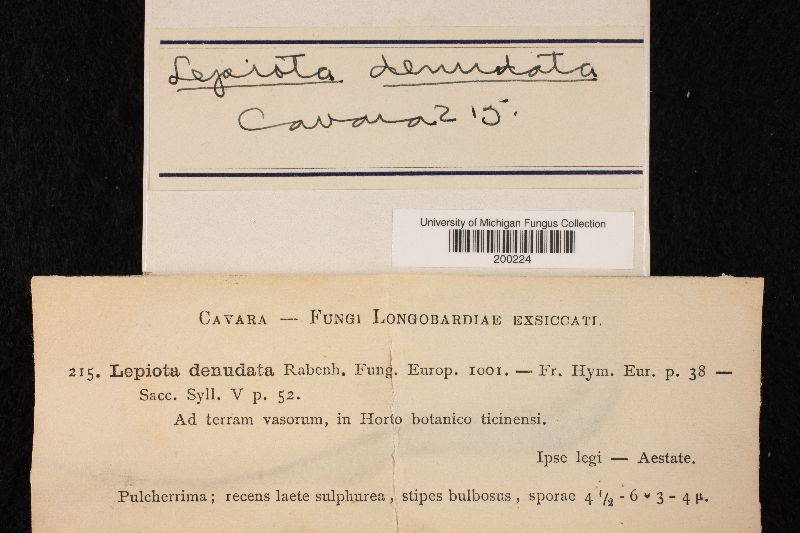 Lepiota denudata
Cavara 215.
University of Michigan Fungus Collection
200224
CAVARA — FUNGI LONGOBARDIAE EXSICCATI.
215. Lepiota denudata Rabenh. Fung. Europ. 1001. — Fr. Hym. Eur. p. 38 —
Sacc. Syll. V p. 52.
Ad terram vasorum, in Horto botanico ticinensi.
Ipse legi — Aestate.
Pulcherrima; recens laete sulphurea, stipes bulbosus, sporae 4 1/2 - 6 * 3 - 4 μ.